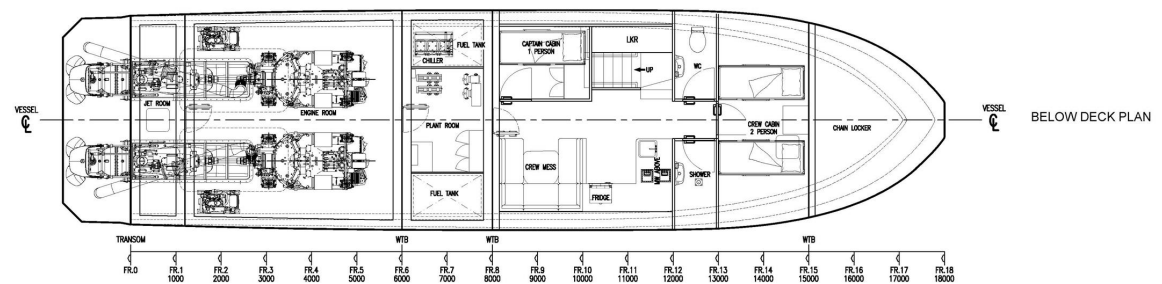 CAPTAIN CABIN
1 PERSON
LKR
FUEL TANK
CHILLER
UP
WC
JET ROOM
ENGINE ROOM
VESSEL
℄
PLANT ROOM
CREW CABIN
2 PERSON
CHAIN LOCKER
VESSEL
℄
BELOW DECK PLAN
CREW MESS
MW ABOVE
SHOWER
FUEL TANK
FRIDGE
TRANSOM
WTB
WTB
WTB
FR.0
FR.1
1000
FR.2
2000
FR.3
3000
FR.4
4000
FR.5
5000
FR.6
6000
FR.7
7000
FR.8
8000
FR.9
9000
FR.10
10000
FR.11
11000
FR.12
12000
FR.13
13000
FR.14
14000
FR.15
15000
FR.16
16000
FR.17
17000
FR.18
18000